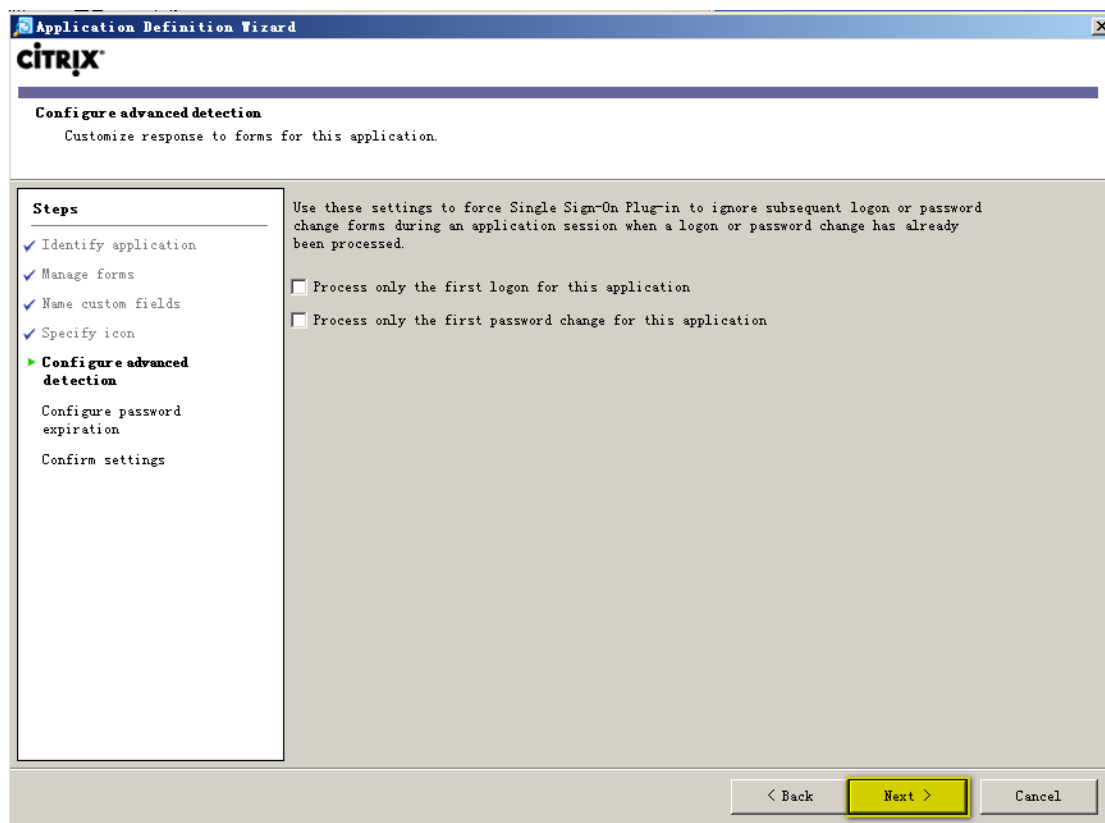 Application Definition Wizard
CİTRIX
Configure advanced detection
Customize response to forms for this application.
Steps
Identify application
Manage forms
Name custom fields
Specify icon
Configure advanced
detection
Configure password
expiration
Confirm settings
Use these settings to force Single Sign-On Plug-in to ignore subsequent logon or password
change forms during an application session when a logon or password change has already
been processed.
Process only the first logon for this application
Process only the first password change for this application
< Back
Next >
Cancel